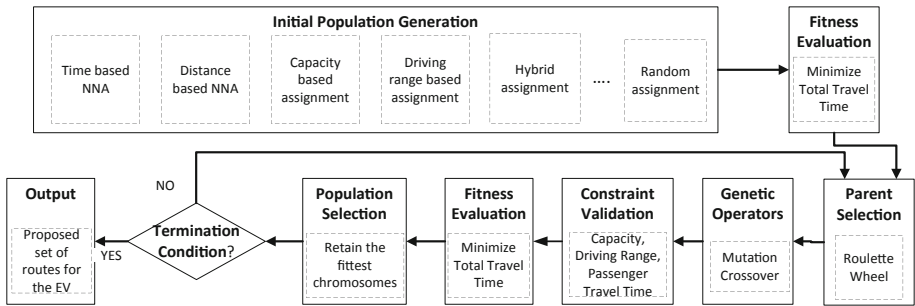 Initial Population Generation
Time based
NNA
Distance
based NNA
Capacity
based
assignment
Driving
range based
assignment
Hybrid
assignment
....
Random
assignment
Fitness
Evaluation
Minimize
Total Travel
Time
NO
Output
Proposed
set of
routes for
the EV
YES
Termination
Condition?
Population
Selection
Retain the
fittest
chromosomes
Fitness
Evaluation
Minimize
Total Travel
Time
Constraint
Validation
Capacity,
Driving Range,
Passenger
Travel Time
Genetic
Operators
Mutation
Crossover
Parent
Selection
Roulette
Wheel